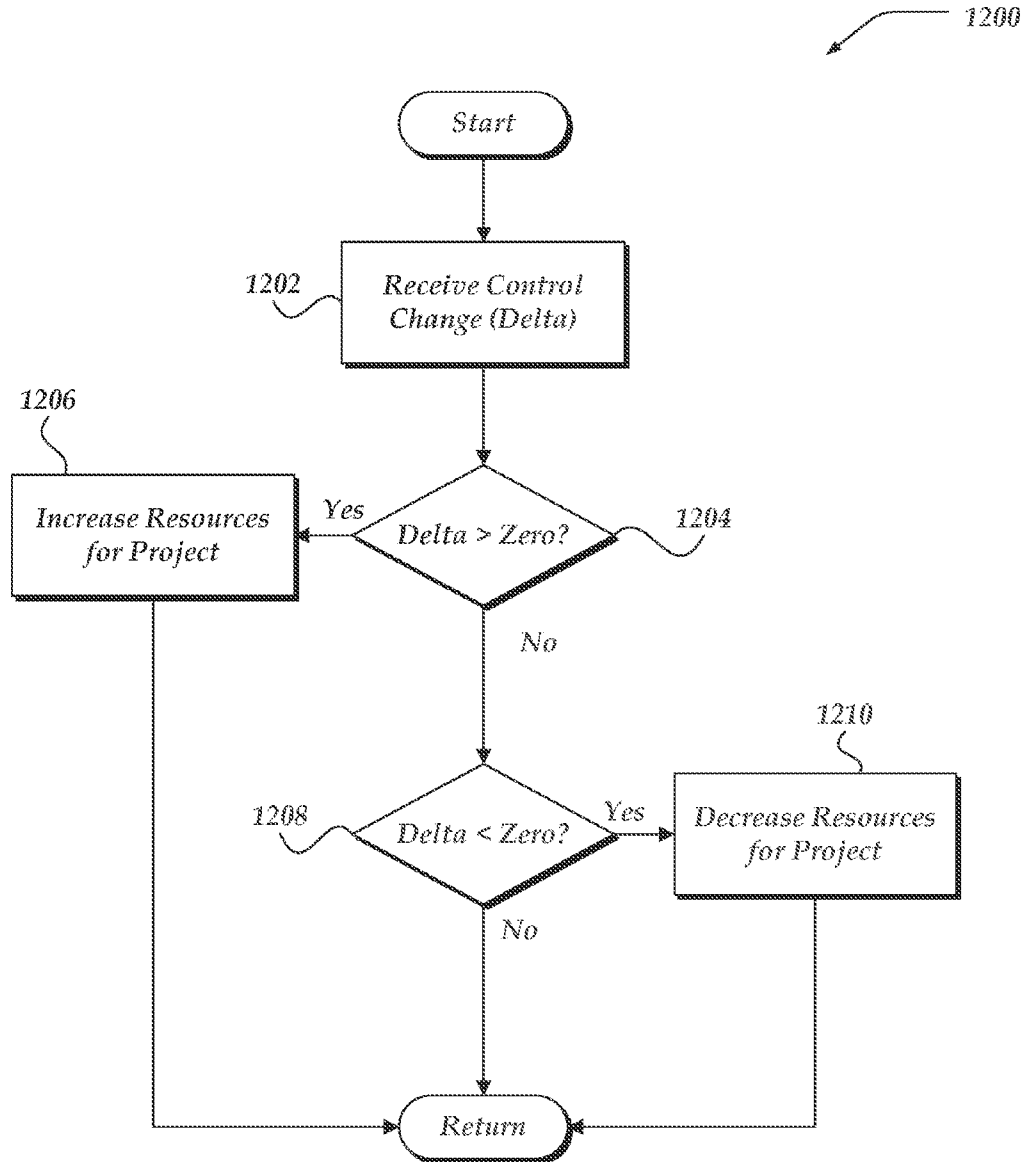 1200
Start
1202
Receive Control
Change (Delta)
1206
Increase Resources
for Project
Yes
Delta > Zero?
1204
No
1210
1208
Delta < Zero?
Yes
Decrease Resources
for Project
No
Return